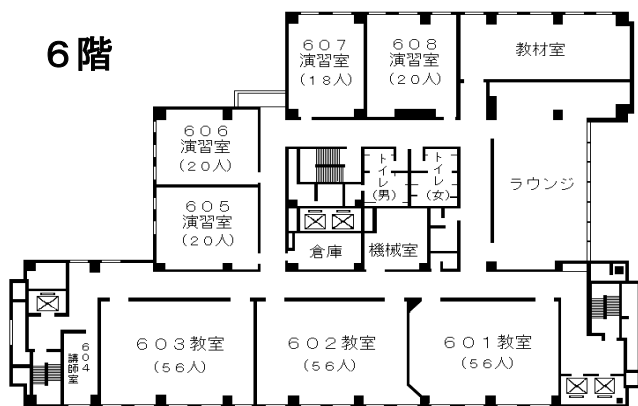 6階
607
演習室
(18人)
608
演習室
(20人)
教材室
606
演習室
(20人)
トイレ(男)
トイレ(女)
ラウンジ
605
演習室
(20人)
倉庫
機械室
604
講師室
603教室
(56人)
602教室
(56人)
601教室
(56人)